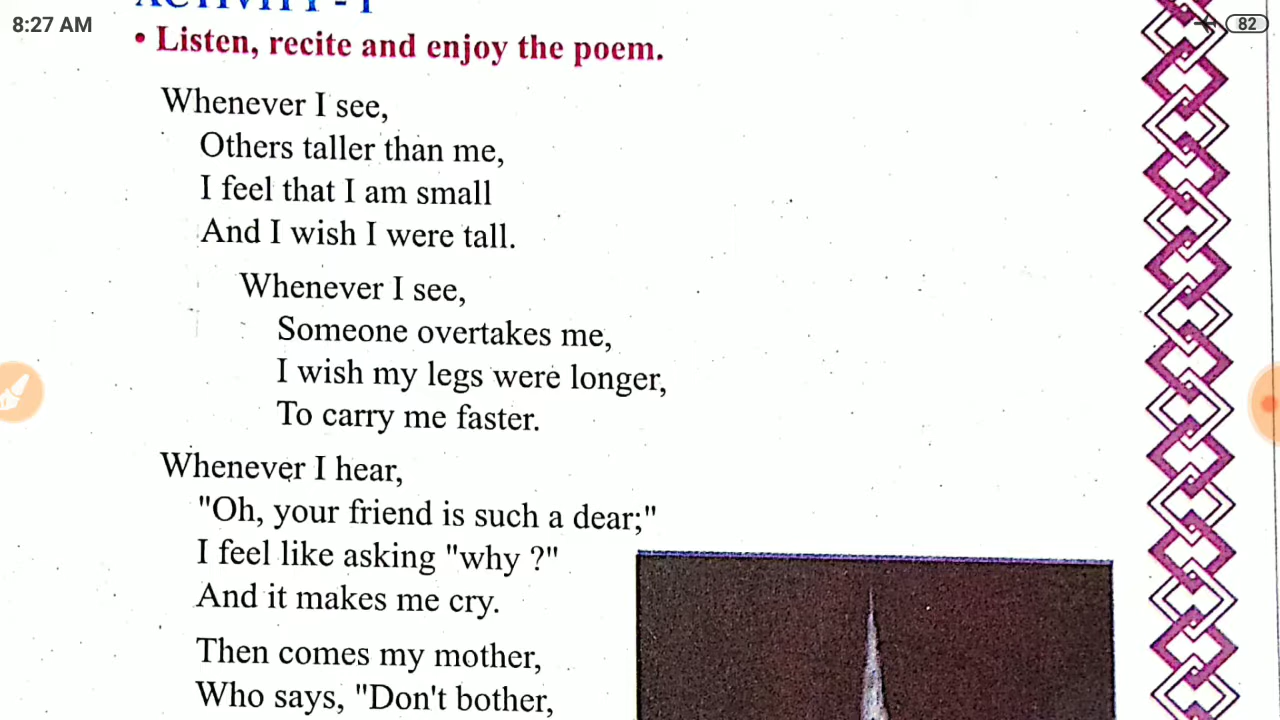 8:27 AM
82
ACTIVITY - 1
• Listen, recite and enjoy the poem.
Whenever I see,
Others taller than me,
I feel that I am small
And I wish I were tall.
Whenever I see,
Someone overtakes me,
I wish my legs were longer,
To carry me faster.
Whenever I hear,
"Oh, your friend is such a dear;"
I feel like asking "why ?"
And it makes me cry.
Then comes my mother,
Who says, "Don't bother,